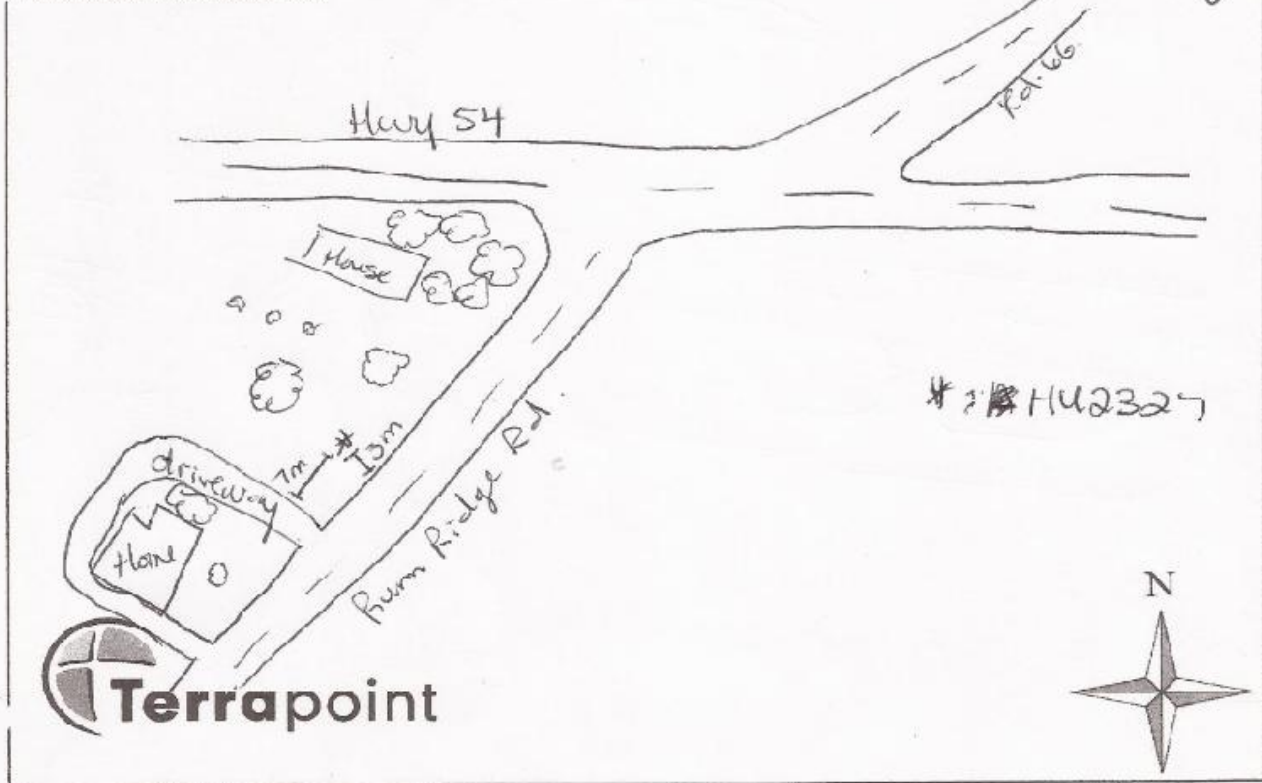 Hwy 54
Rd. 66
House
* HU2327
3m
7m
driveway
Rum Ridge Rd.
Home
Terrapoint
N